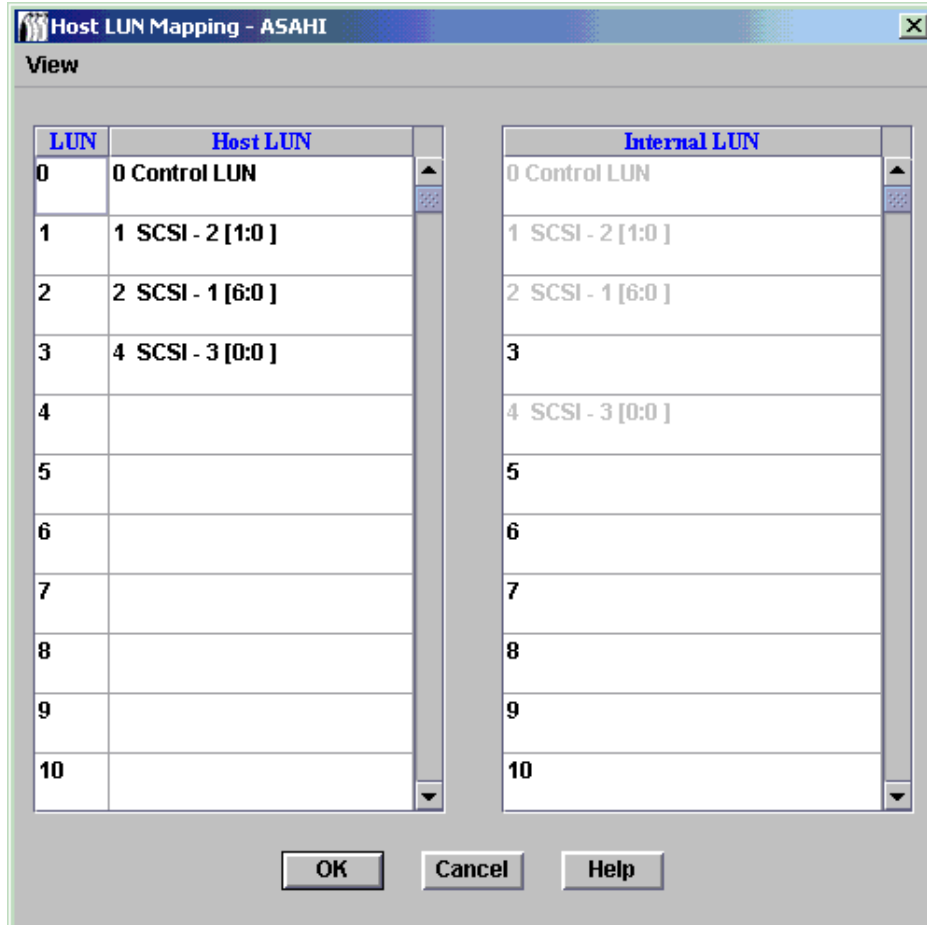 Host LUN Mapping - ASAHI
View
LUN Host LUN Internal LUN
0 0 Control LUN 0 Control LUN
1 1 SCSI - 2 [1:0 ] 1 SCSI - 2 [1:0 ]
2 2 SCSI - 1 [6:0 ] 2 SCSI - 1 [6:0 ]
3 4 SCSI - 3 [0:0 ] 3
4 4 SCSI - 3 [0:0 ]
5 5
6 6
7 7
8 8
9 9
10 10
OK Cancel Help